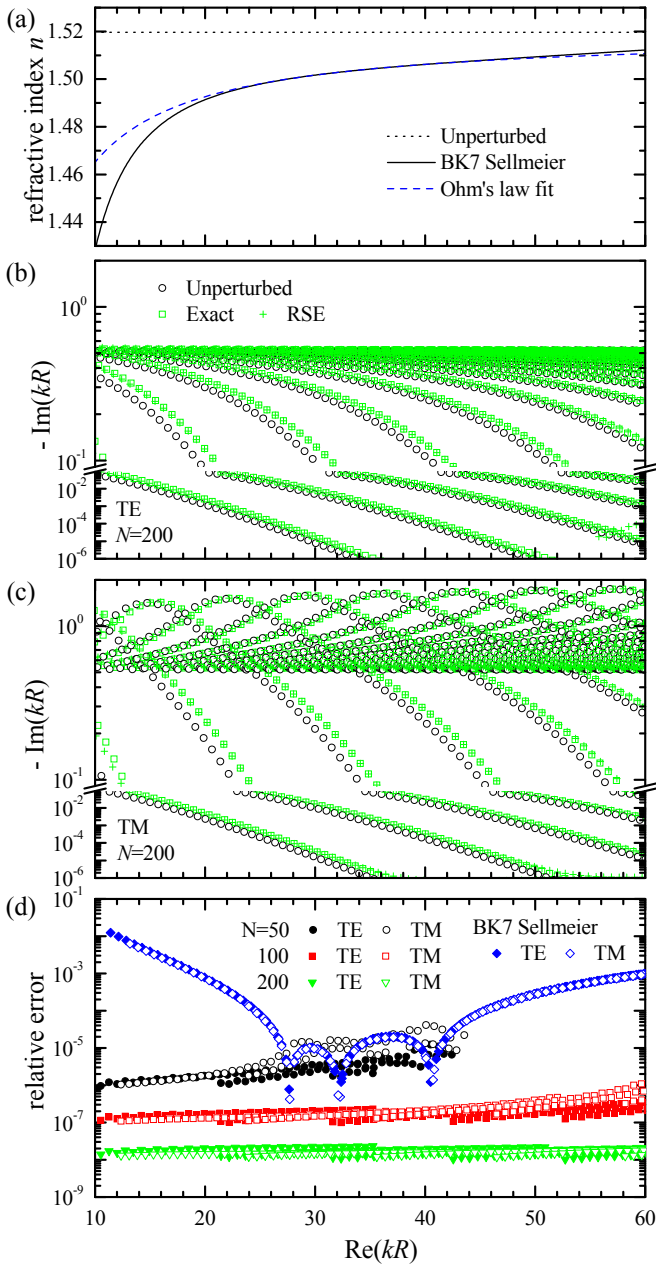 (a)
1.52
1.50
1.48
1.46
1.44
refractive index n
Unperturbed
BK7 Sellmeier
Ohm's law fit
(b)
10⁰
10⁻¹
10⁻²
10⁻⁴
10⁻⁶
- Im(kR)
Unperturbed
Exact RSE
TE
N=200
(c)
10⁰
10⁻¹
10⁻²
10⁻⁴
10⁻⁶
- Im(kR)
TM
N=200
(d)
10⁻¹
10⁻³
10⁻⁵
10⁻⁷
10⁻⁹
relative error
N=50 TE TM BK7 Sellmeier
100 TE TM TE TM
200 TE TM
10 20 30 40 50 60
Re(kR)